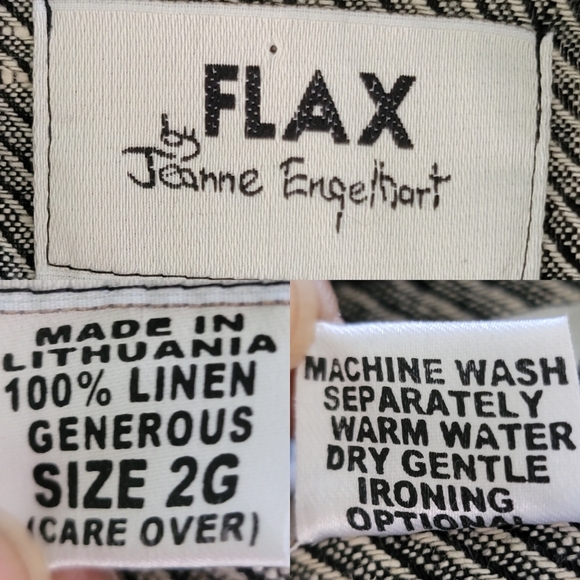 FLAX
by
Jeanne Engelhart
MADE IN
LITHUANIA
100% LINEN
GENEROUS
SIZE 2G
(CARE OVER)
MACHINE WASH
SEPARATELY
WARM WATER
DRY GENTLE
IRONING
OPTIONAL